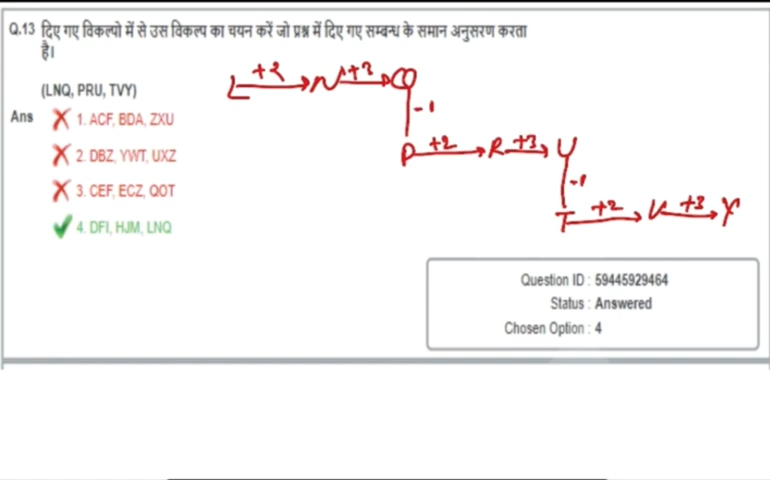 Q.13 दिए गए विकल्पो में से उस विकल्प का चयन करें जो प्रश्न में दिए गए सम्बन्ध के समान अनुसरण करता
है।
(LNQ, PRU, TVY)
L +2 N +3 Q
-1
P +2 R +3 U
-1
T +2 V +3 Y
Ans 1. ACF, BDA, ZXU
2. DBZ, YWT, UXZ
3. CEF, ECZ, QOT
4. DFI, HJM, LNQ
Question ID : 59445929464
Status : Answered
Chosen Option : 4